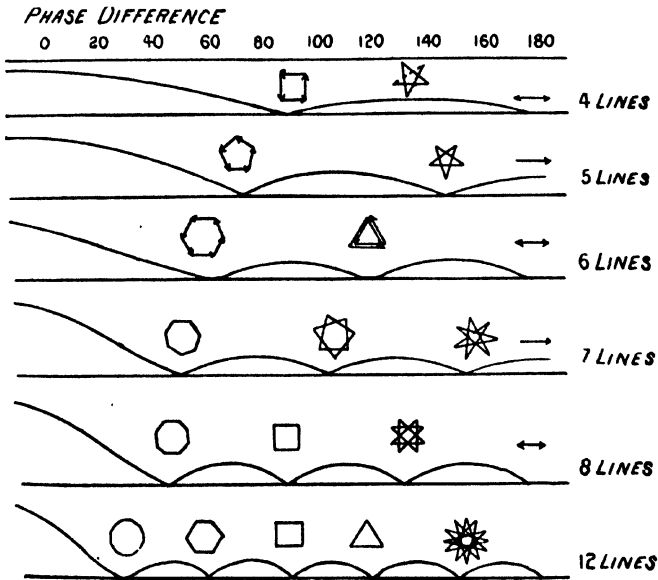 PHASE DIFFERENCE
0 20 40 60 80 100 120 140 160 180
4 LINES
5 LINES
6 LINES
7 LINES
8 LINES
12 LINES